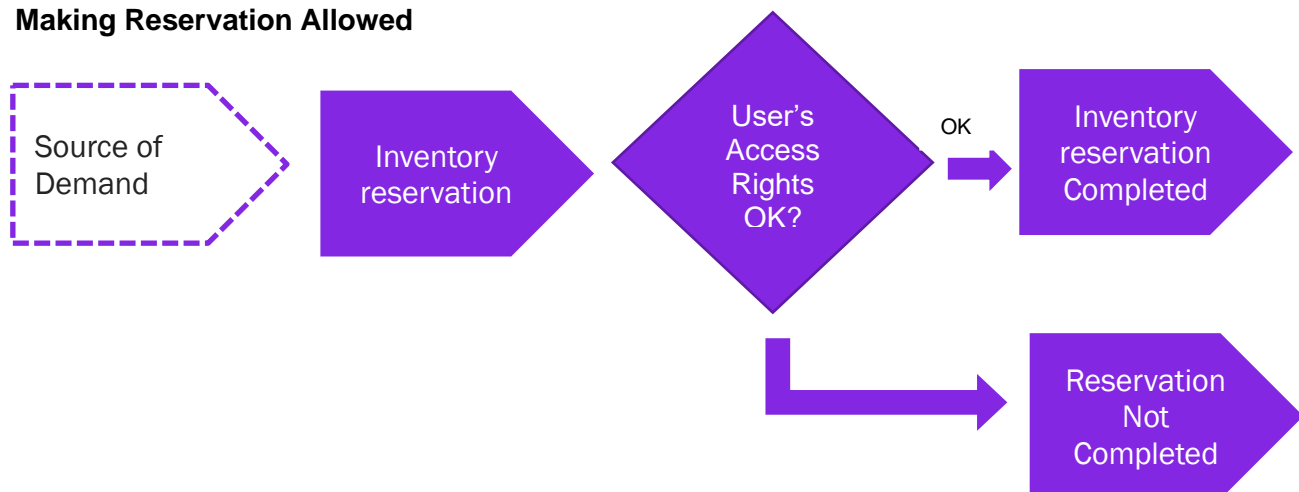 Making Reservation Allowed
Source of
Demand
Inventory
reservation
User’s
Access
Rights
OK?
OK
Inventory
reservation
Completed
Reservation
Not
Completed